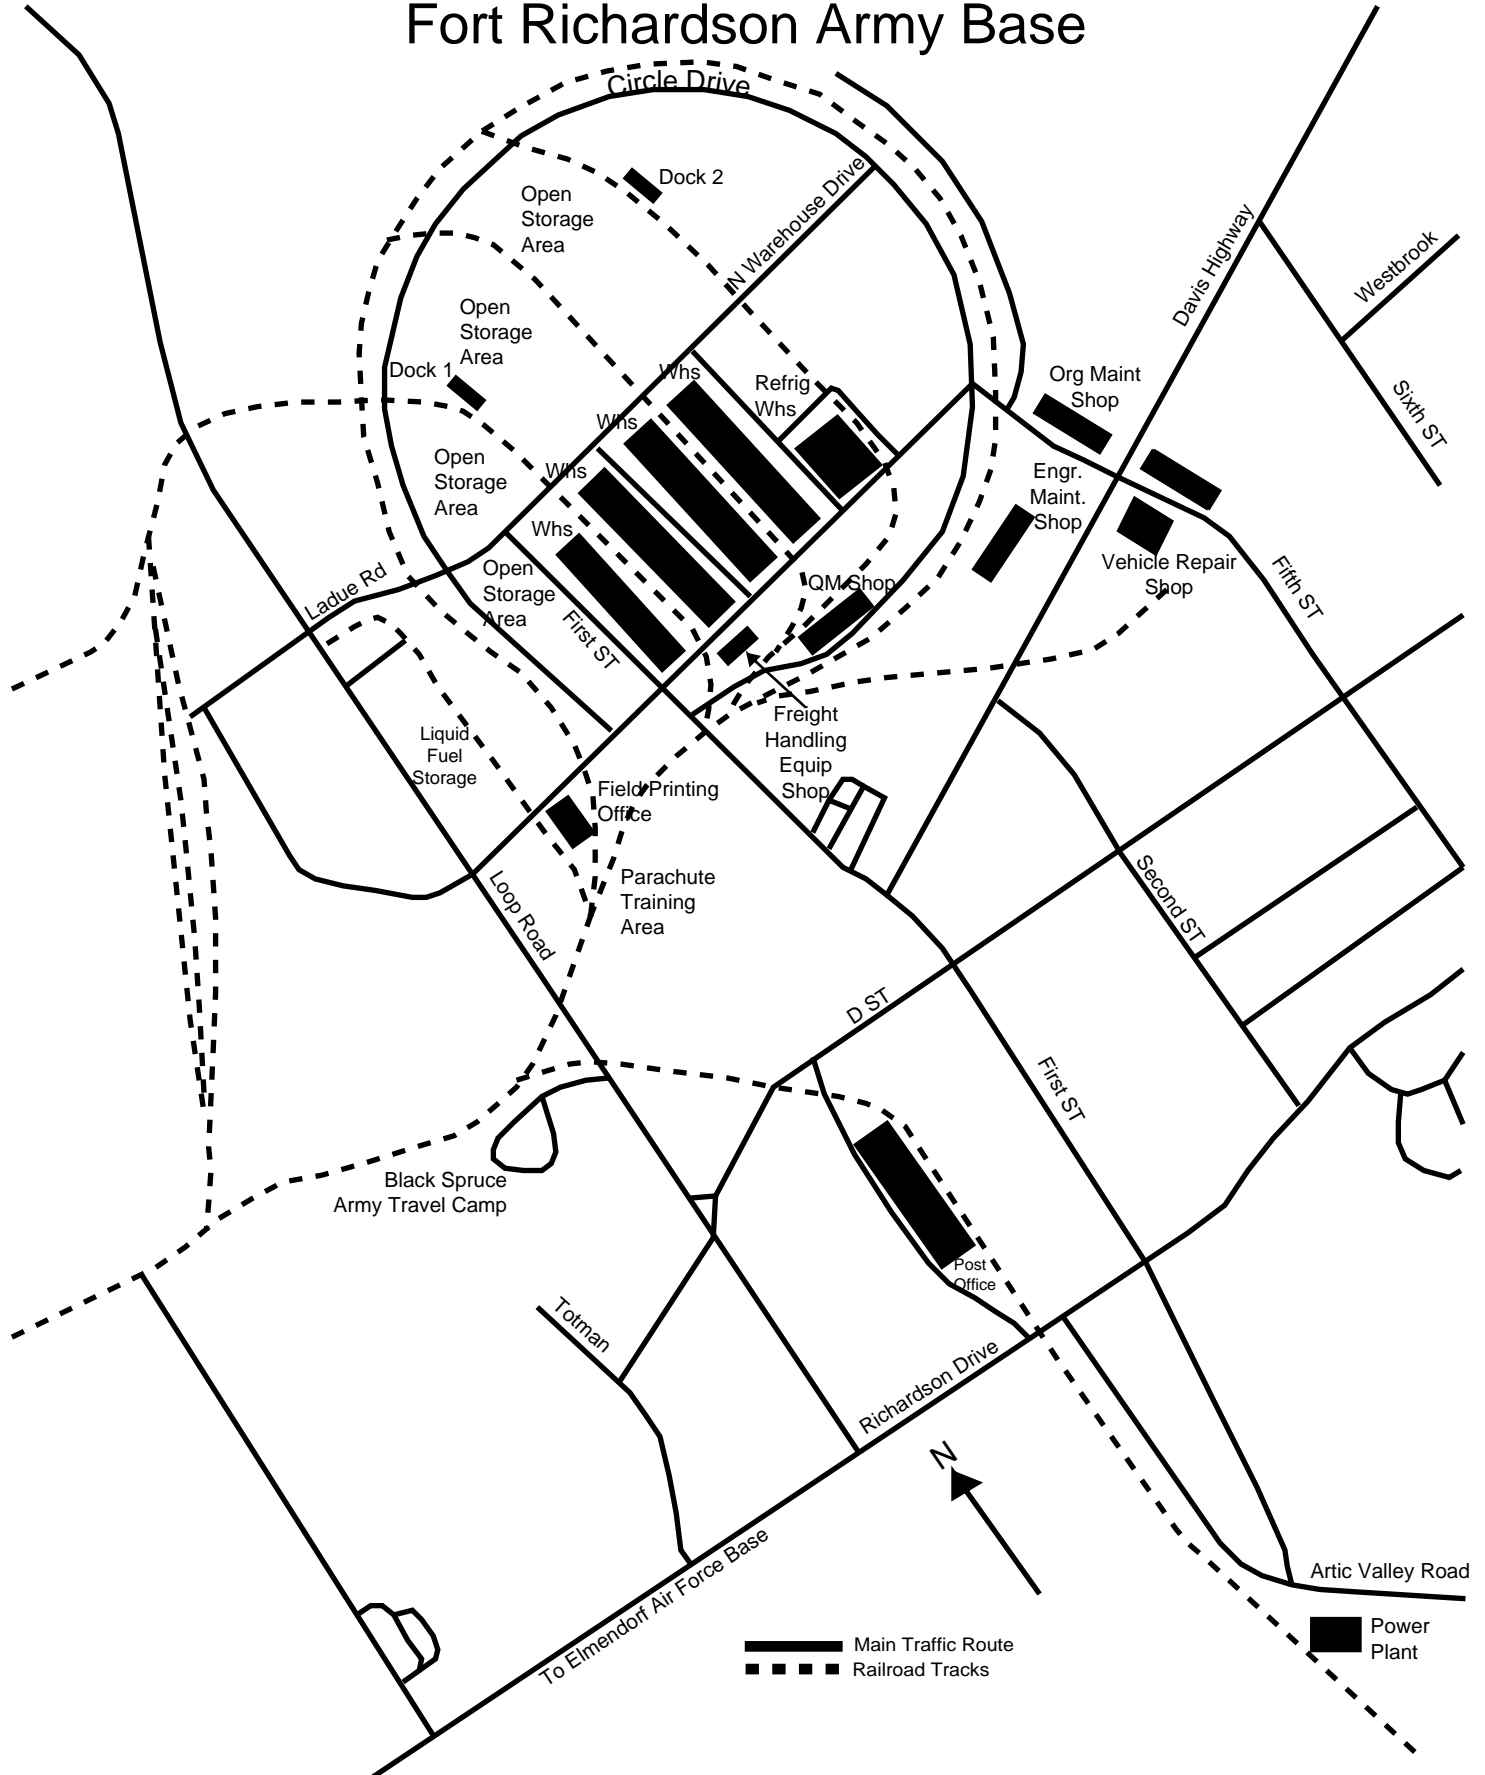 Fort Richardson Army Base
Circle Drive
Dock 2
Open
Storage
Area
N Warehouse Drive
Davis Highway
Westbrook
Open
Storage
Area
Dock 1
Whs
Refrig
Whs
Org Maint
Shop
Sixth ST
Whs
Open
Storage
Area
Whs
Engr.
Maint.
Shop
Whs
Vehicle Repair
Shop
Fifth ST
Ladue Rd
Open
Storage
Area
First ST
QM Shop
Freight
Handling
Equip
Shop
Liquid
Fuel
Storage
Field Printing
Office
Loop Road
Parachute
Training
Area
Second ST
D ST
First ST
Black Spruce
Army Travel Camp
Post
Office
Totman
Richardson Drive
N
To Elmendorf Air Force Base
Artic Valley Road
Power
Plant
Main Traffic Route
Railroad Tracks